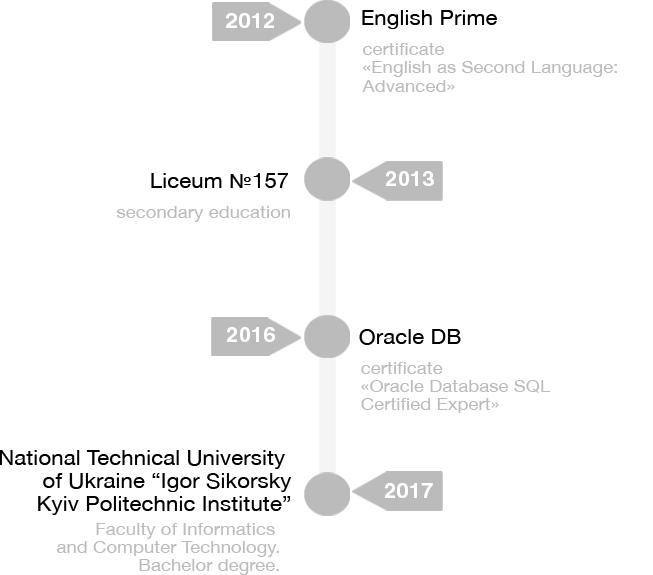 2012
English Prime
certificate
«English as Second Language:
Advanced»
Liceum №157
secondary education
2013
2016
Oracle DB
certificate
«Oracle Database SQL
Certified Expert»
National Technical University
of Ukraine “Igor Sikorsky
Kyiv Politechnic Institute”
Faculty of Informatics
and Computer Technology.
Bachelor degree.
2017